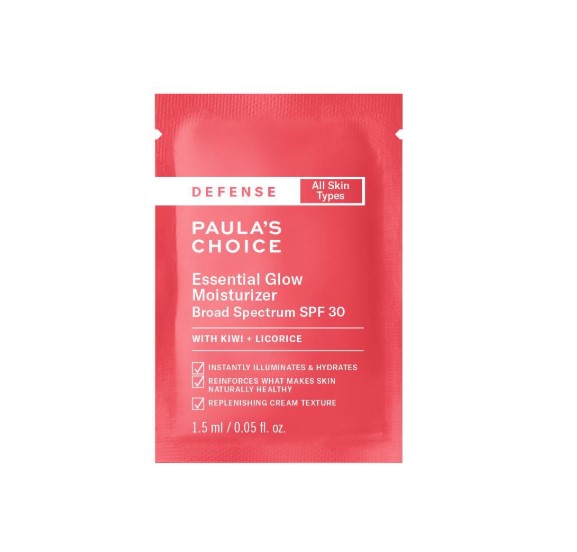 DEFENSE
All Skin
Types
PAULA'S
CHOICE
Essential Glow
Moisturizer
Broad Spectrum SPF 30
WITH KIWI + LICORICE
INSTANTLY ILLUMINATES & HYDRATES
REINFORCES WHAT MAKES SKIN
NATURALLY HEALTHY
REPLENISHING CREAM TEXTURE
1.5 ml / 0.05 fl. oz.